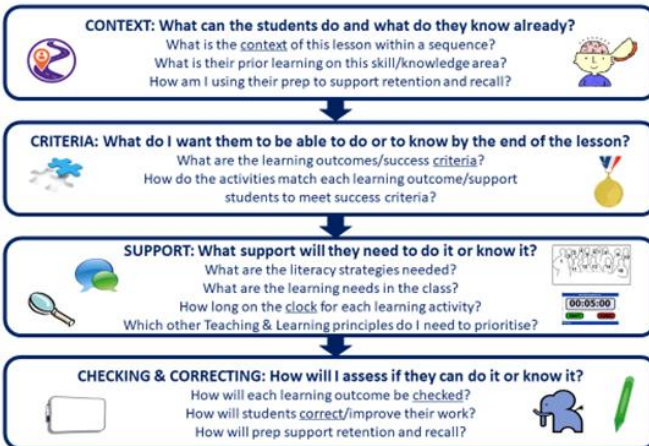 CONTEXT: What can the students do and what do they know already?
What is the context of this lesson within a sequence?
What is their prior learning on this skill/knowledge area?
How am I using their prep to support retention and recall?
CRITERIA: What do I want them to be able to do or to know by the end of the lesson?
What are the learning outcomes/success criteria?
How do the activities match each learning outcome/support
students to meet success criteria?
SUPPORT: What support will they need to do it or know it?
What are the literacy strategies needed?
What are the learning needs in the class?
How long on the clock for each learning activity?
Which other Teaching & Learning principles do I need to prioritise?
00:05:00
CHECKING & CORRECTING: How will I assess if they can do it or know it?
How will each learning outcome be checked?
How will students correct/improve their work?
How will prep support retention and recall?